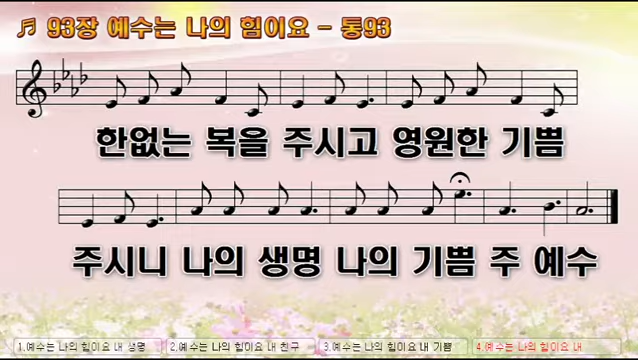 93장 예수는 나의 힘이요 - 통93
한없는 복을 주시고 영원한 기쁨
주시니 나의 생명 나의 기쁨 주 예수
1.예수는 나의 힘이요 내 생명
2.예수는 나의 힘이요 내 친구
3.예수는 나의 힘이요 내 기쁨
4.예수는 나의 힘이요 내